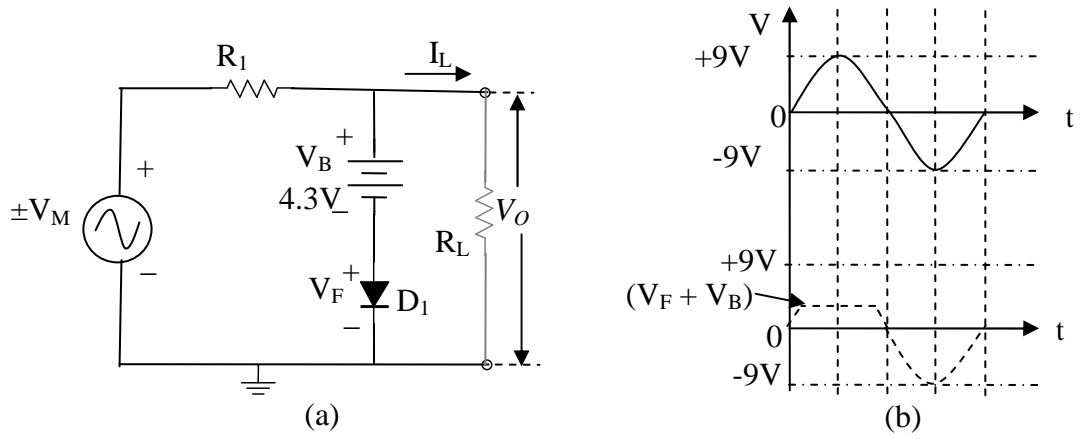 R1
IL
+
VB
4.3V
−
+
−
±VM
VO
RL
+
VF
D1
−
(a)
V
+9V
0
t
-9V
+9V
(VF + VB)
0
t
-9V
(b)